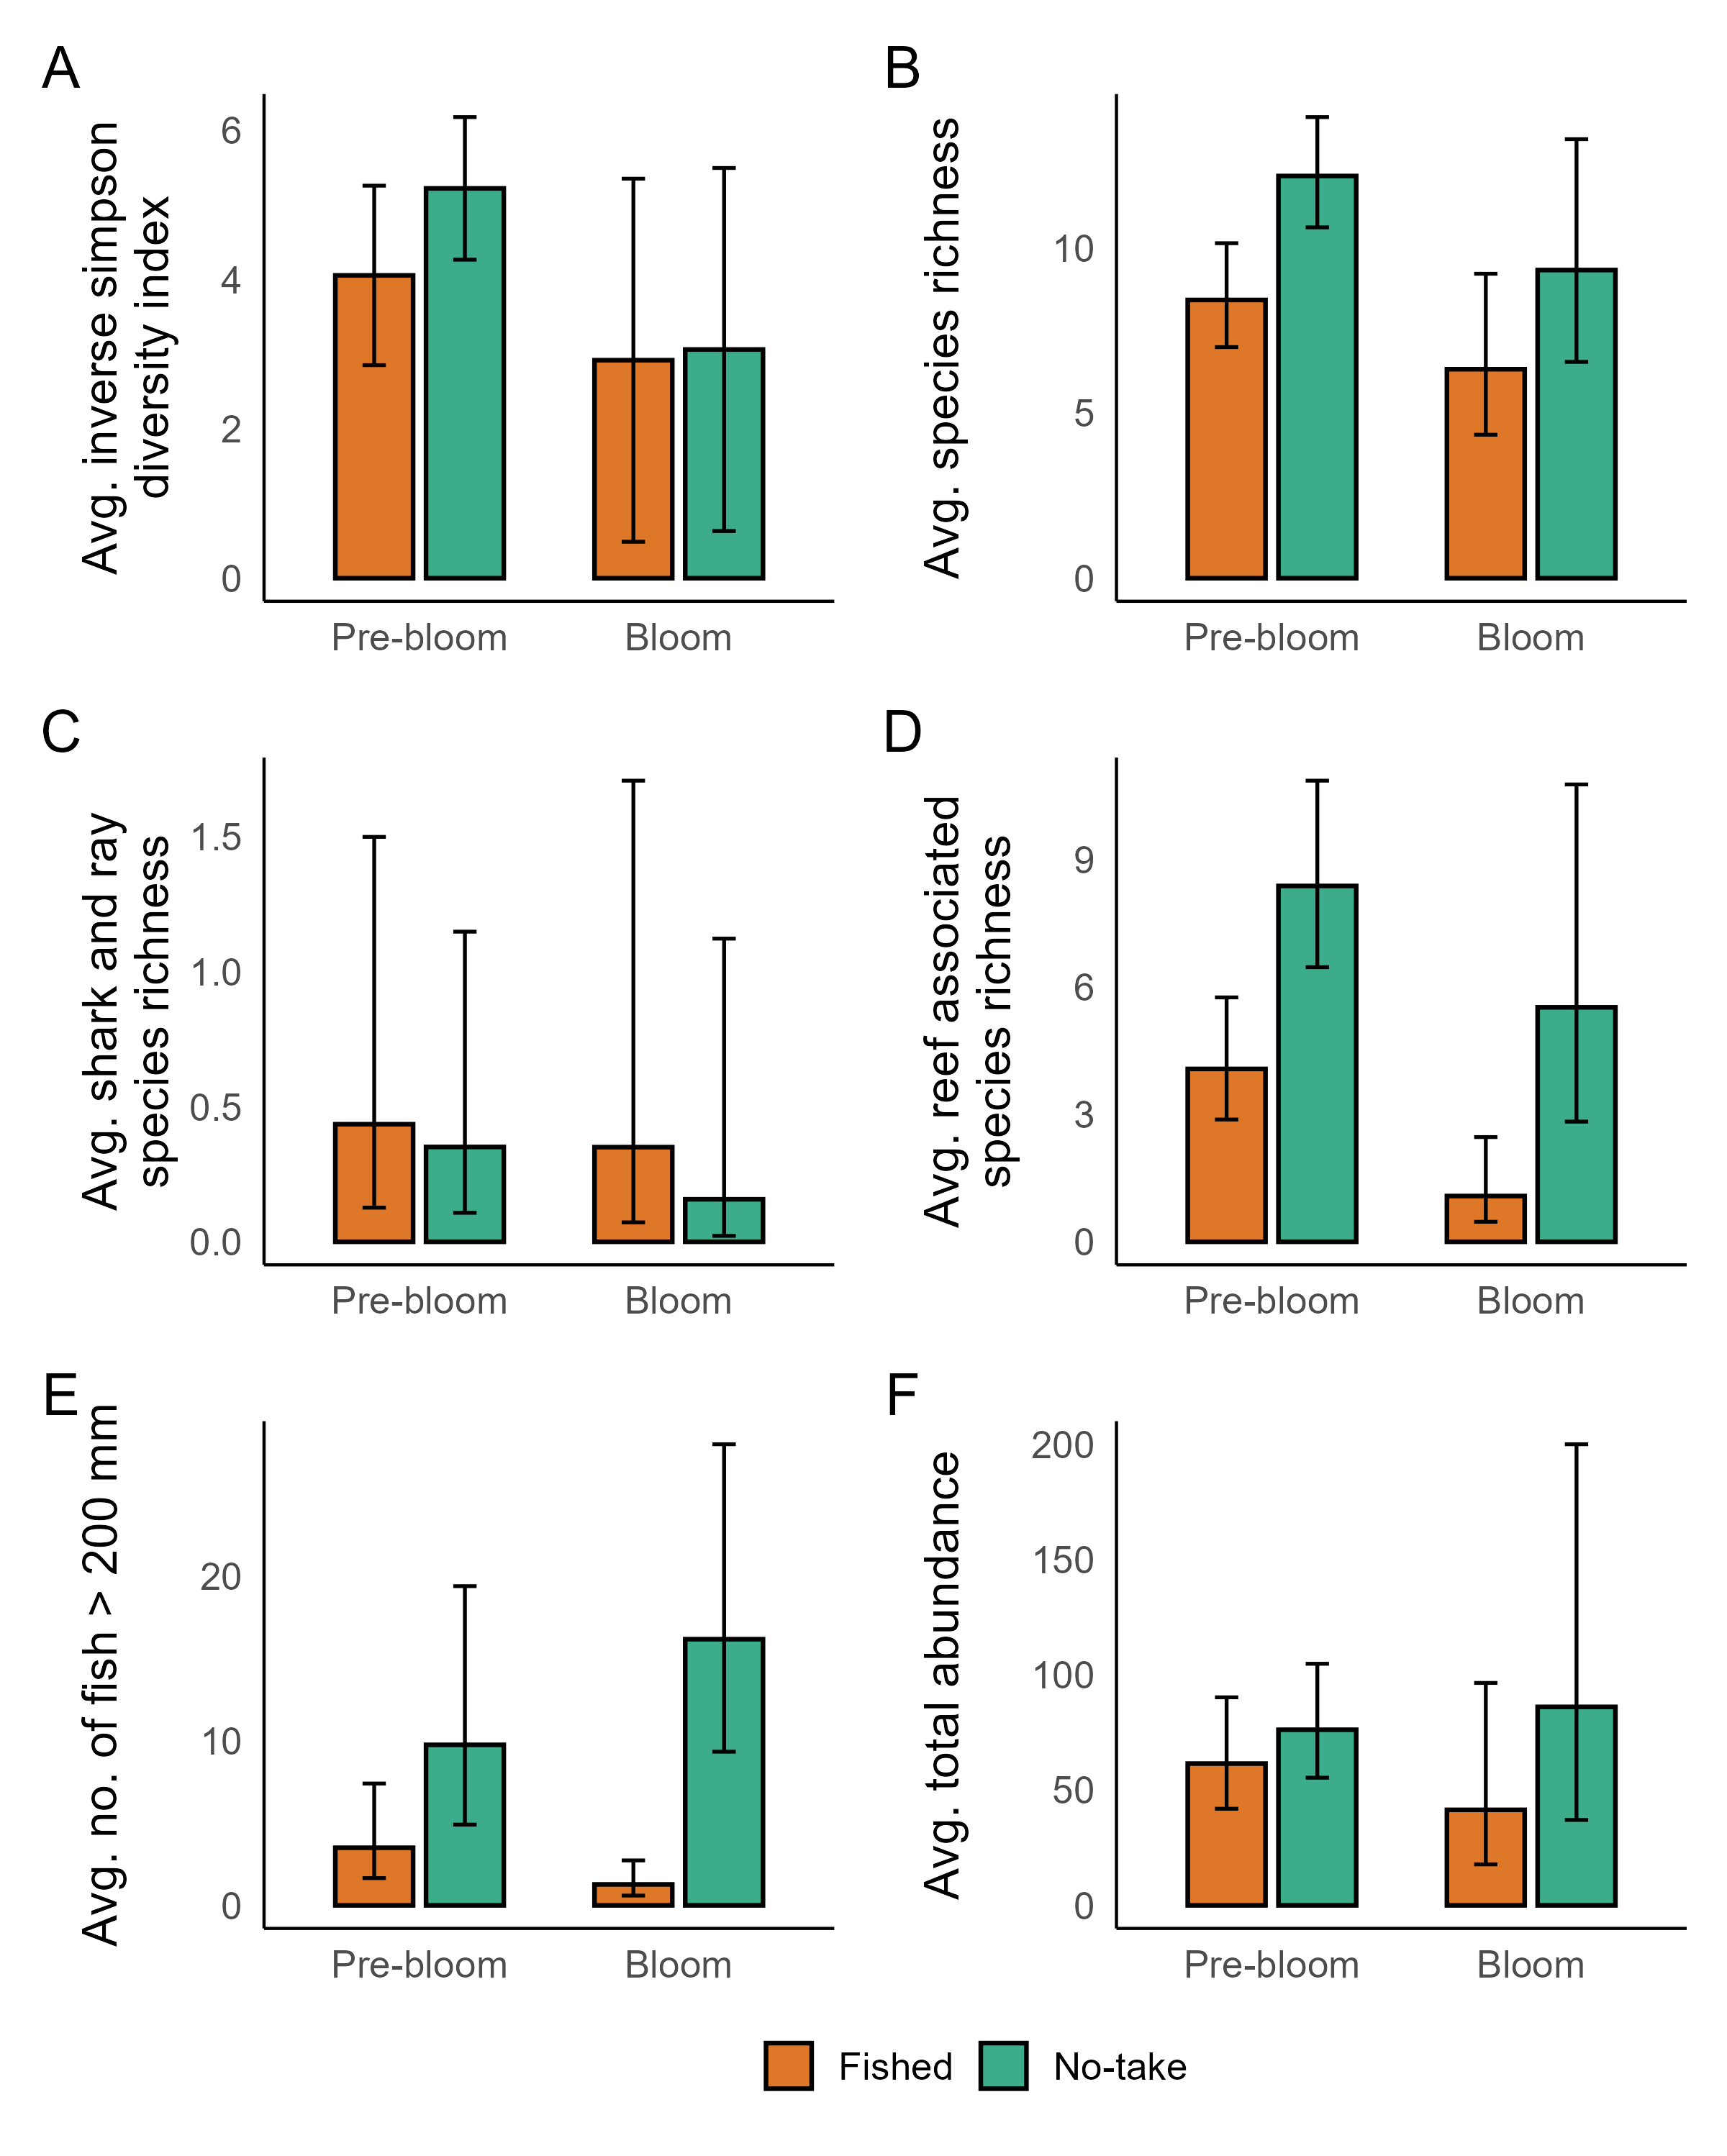 A
Avg. inverse simpson
diversity index
6
4
2
0
Pre-bloom
Bloom
B
Avg. species richness
10
5
0
Pre-bloom
Bloom
C
Avg. shark and ray
species richness
1.5
1.0
0.5
0.0
Pre-bloom
Bloom
D
Avg. reef associated
species richness
9
6
3
0
Pre-bloom
Bloom
E
Avg. no. of fish > 200 mm
20
10
0
Pre-bloom
Bloom
F
Avg. total abundance
200
150
100
50
0
Pre-bloom
Bloom
Fished
No-take